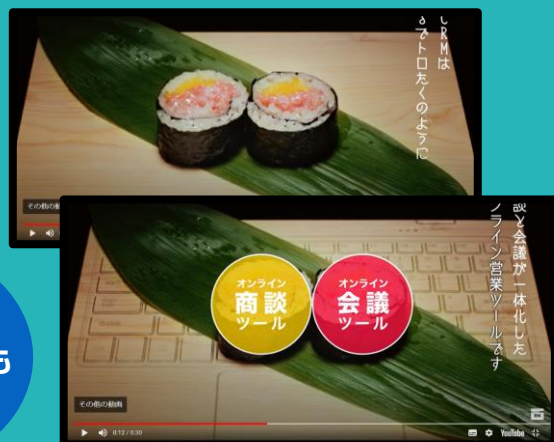 RMは
でトロたくのように
その他の動
談と会議が一体化した
ライン営業ツールです
オンライン
商談
ツール
オンライン
会議
ツール
その他の動画
0:12 / 0:30
YouTube